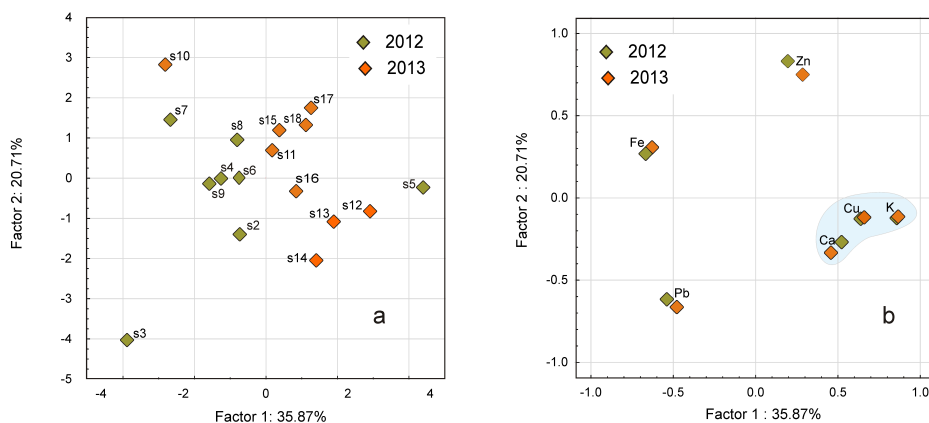 4
3
2
1
0
-1
-2
-3
-4
-5
Factor 2: 20.71%
2012
2013
s10
s7
s17
s15 s18
s8
s11
s4 s6
s9
s16
s5
s12
s13
s2
s14
s3
a
-4 -2 0 2 4
Factor 1: 35.87%
1.0
0.5
0.0
-0.5
-1.0
Factor 2 : 20.71%
2012
2013
Zn
Fe
Cu K
Ca
Pb
b
-1.0 -0.5 0.0 0.5 1.0
Factor 1 : 35.87%